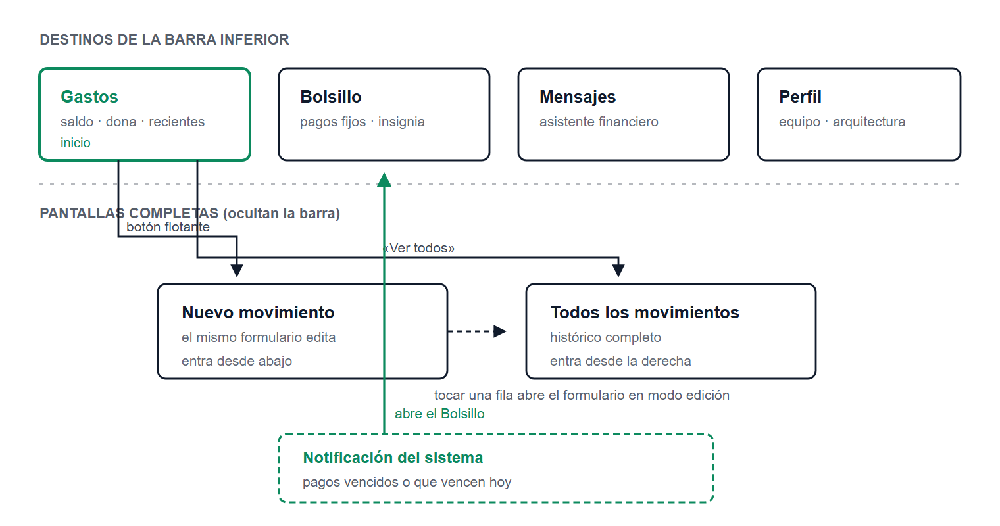 DESTINOS DE LA BARRA INFERIOR
Gastos
saldo · dona · recientes
inicio
Bolsillo
pagos fijos · insignia
Mensajes
asistente financiero
Perfil
equipo · arquitectura
PANTALLAS COMPLETAS (ocultan la barra)
botón flotante
«Ver todos»
Nuevo movimiento
el mismo formulario edita
entra desde abajo
Todos los movimientos
histórico completo
entra desde la derecha
tocar una fila abre el formulario en modo edición
abre el Bolsillo
Notificación del sistema
pagos vencidos o que vencen hoy